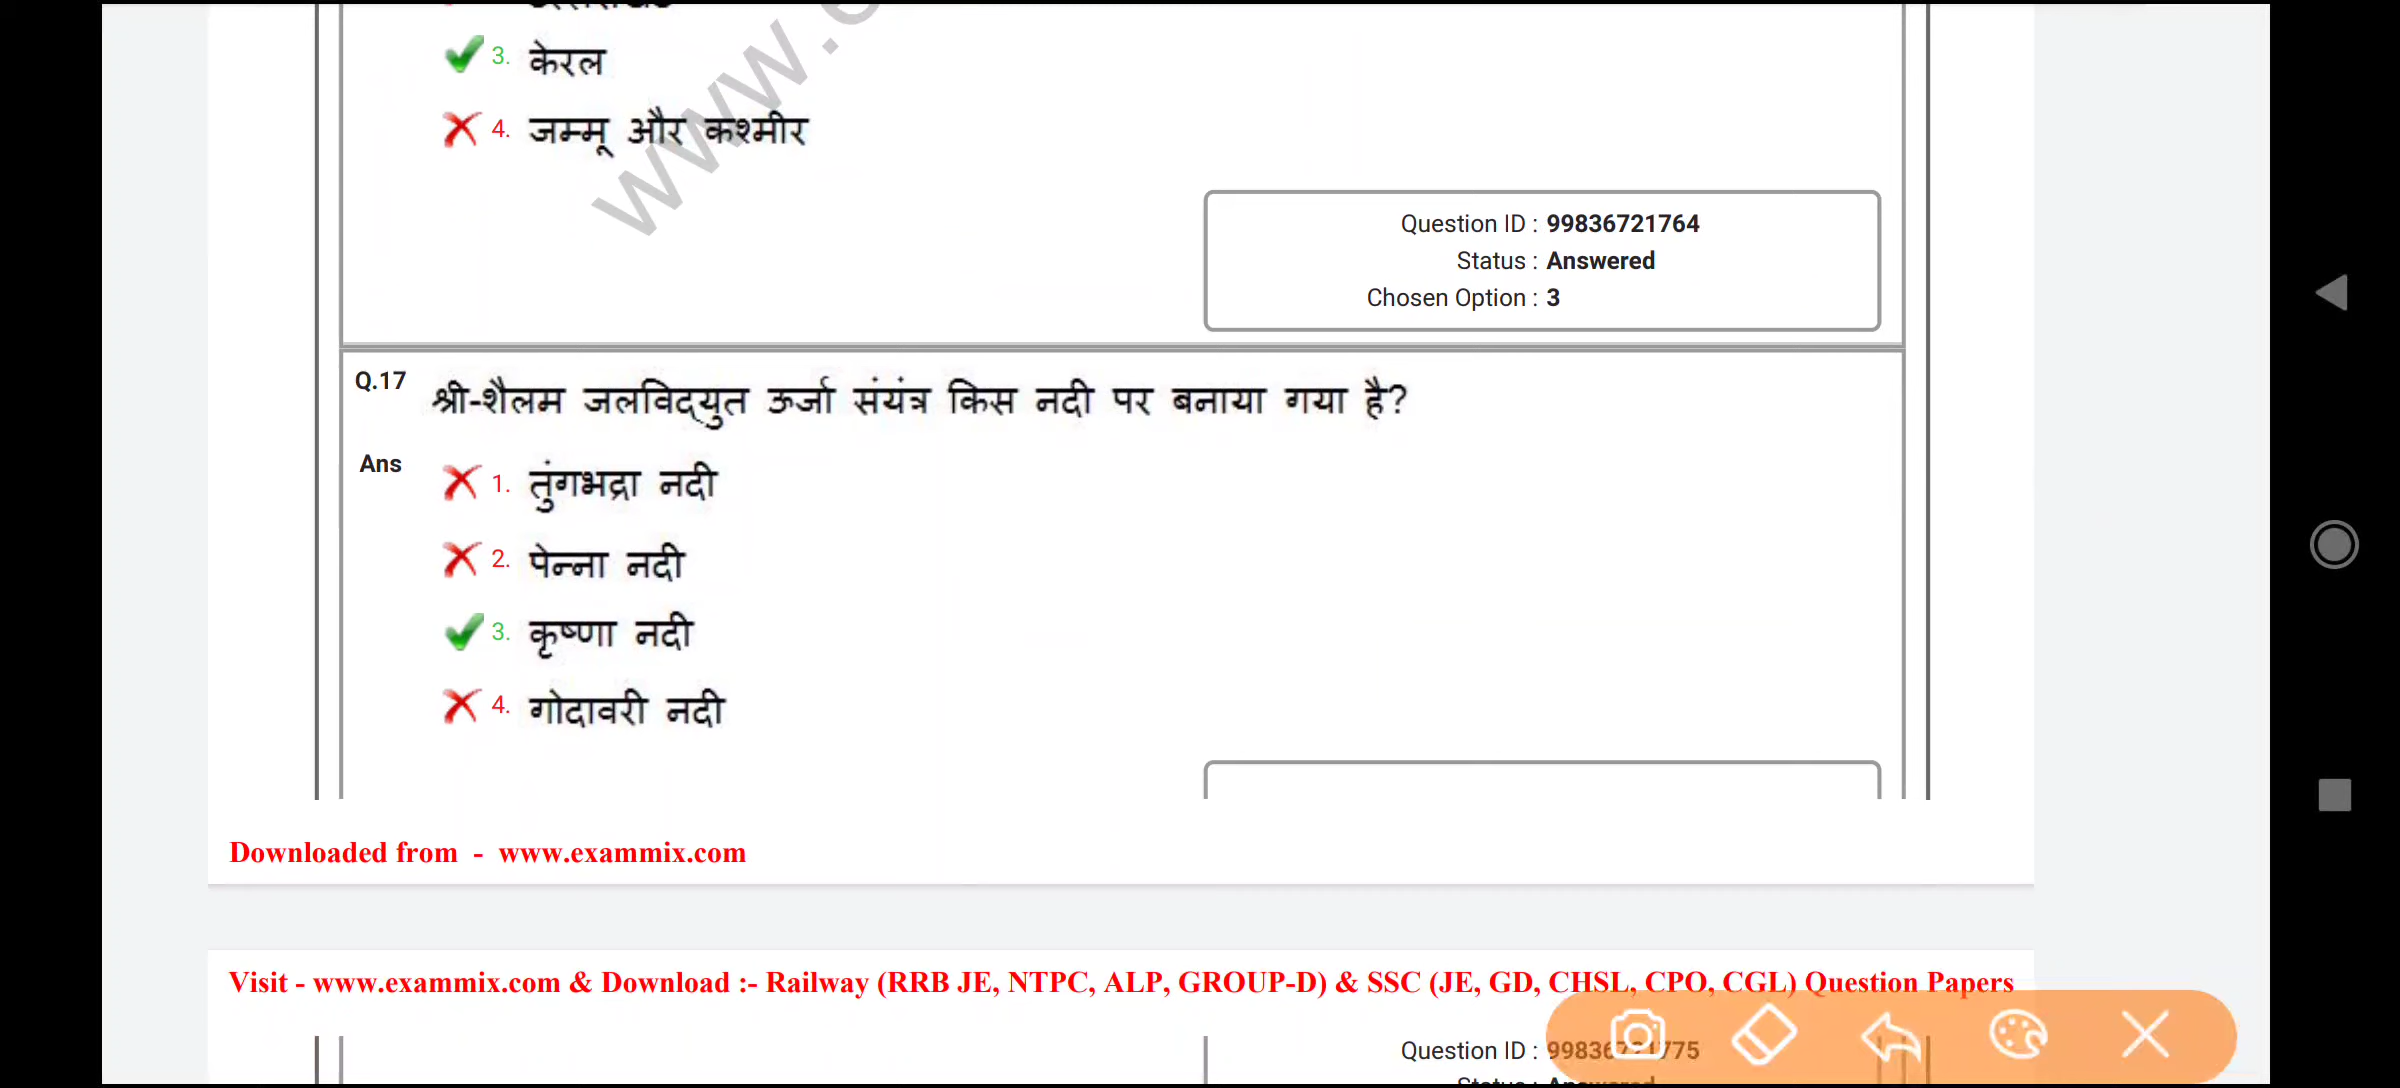 3. केरल
4. जम्मू और कश्मीर
www.
Question ID : 99836721764
Status : Answered
Chosen Option : 3
Q.17 श्री-शैलम जलविद्युत ऊर्जा संयंत्र किस नदी पर बनाया गया है?
Ans
1. तुंगभद्रा नदी
2. पेन्ना नदी
3. कृष्णा नदी
4. गोदावरी नदी
Downloaded from - www.exammix.com
Visit - www.exammix.com & Download :- Railway (RRB JE, NTPC, ALP, GROUP-D) & SSC (JE, GD, CHSL, CPO, CGL) Question Papers
Question ID : 99836721775